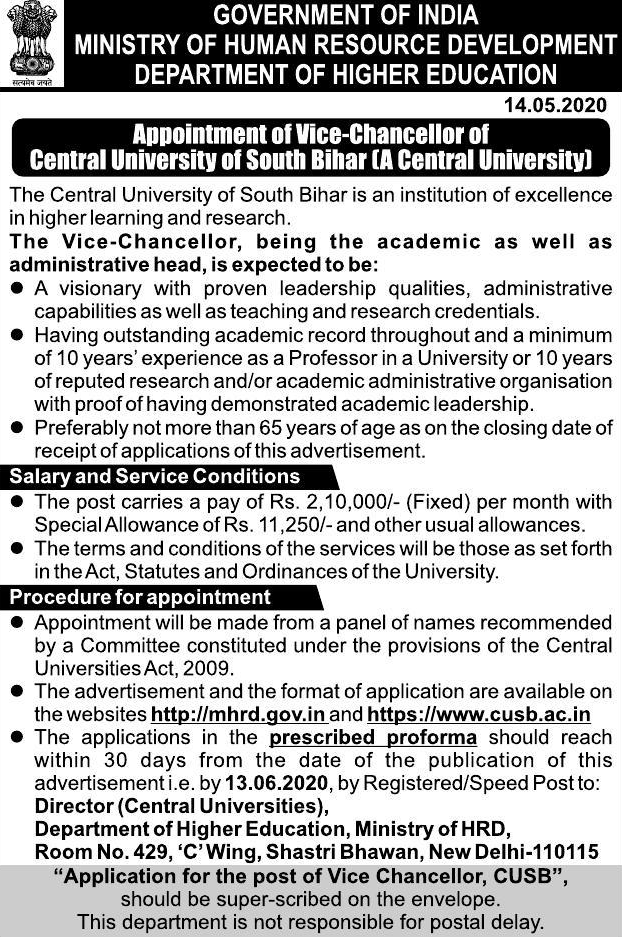 सत्यमेव जयते
GOVERNMENT OF INDIA
MINISTRY OF HUMAN RESOURCE DEVELOPMENT
DEPARTMENT OF HIGHER EDUCATION
14.05.2020
Appointment of Vice-Chancellor of
Central University of South Bihar (A Central University)
The Central University of South Bihar is an institution of excellence
in higher learning and research.
The Vice-Chancellor, being the academic as well as
administrative head, is expected to be:
● A visionary with proven leadership qualities, administrative
capabilities as well as teaching and research credentials.
● Having outstanding academic record throughout and a minimum
of 10 years' experience as a Professor in a University or 10 years
of reputed research and/or academic administrative organisation
with proof of having demonstrated academic leadership.
● Preferably not more than 65 years of age as on the closing date of
receipt of applications of this advertisement.
Salary and Service Conditions
● The post carries a pay of Rs. 2,10,000/- (Fixed) per month with
Special Allowance of Rs. 11,250/- and other usual allowances.
● The terms and conditions of the services will be those as set forth
in the Act, Statutes and Ordinances of the University.
Procedure for appointment
● Appointment will be made from a panel of names recommended
by a Committee constituted under the provisions of the Central
Universities Act, 2009.
● The advertisement and the format of application are available on
the websites http://mhrd.gov.in and https://www.cusb.ac.in
● The applications in the prescribed proforma should reach
within 30 days from the date of the publication of this
advertisement i.e. by 13.06.2020, by Registered/Speed Post to:
Director (Central Universities),
Department of Higher Education, Ministry of HRD,
Room No. 429, 'C' Wing, Shastri Bhawan, New Delhi-110115
"Application for the post of Vice Chancellor, CUSB",
should be super-scribed on the envelope.
This department is not responsible for postal delay.